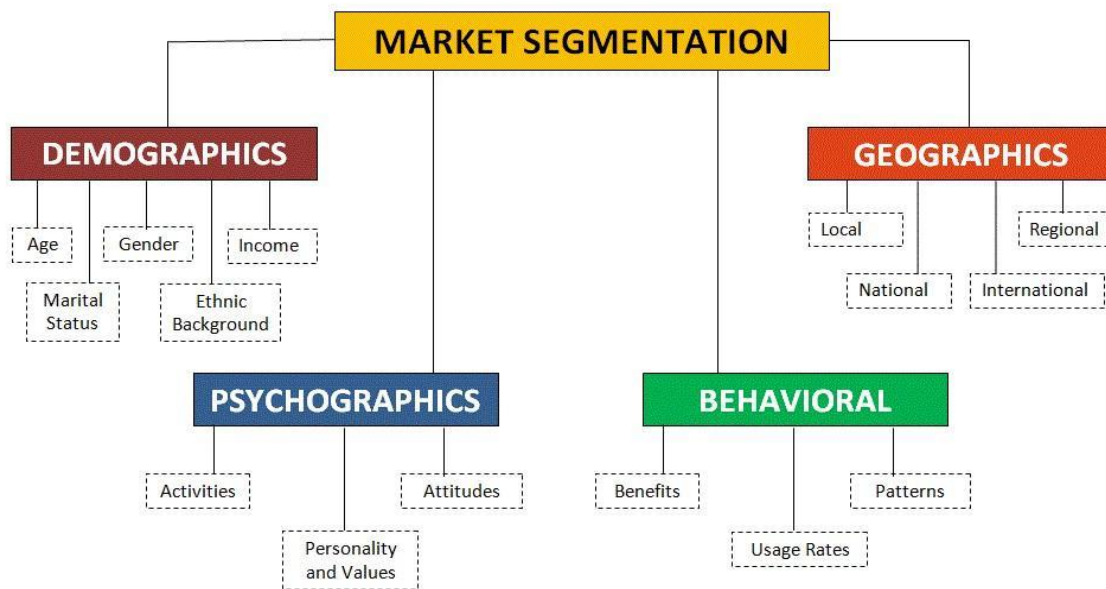 MARKET SEGMENTATION
DEMOGRAPHICS
GEOGRAPHICS
Age
Gender
Income
Local
Regional
Marital
Status
Ethnic
Background
National
International
PSYCHOGRAPHICS
BEHAVIORAL
Activities
Attitudes
Benefits
Patterns
Personality
and Values
Usage Rates